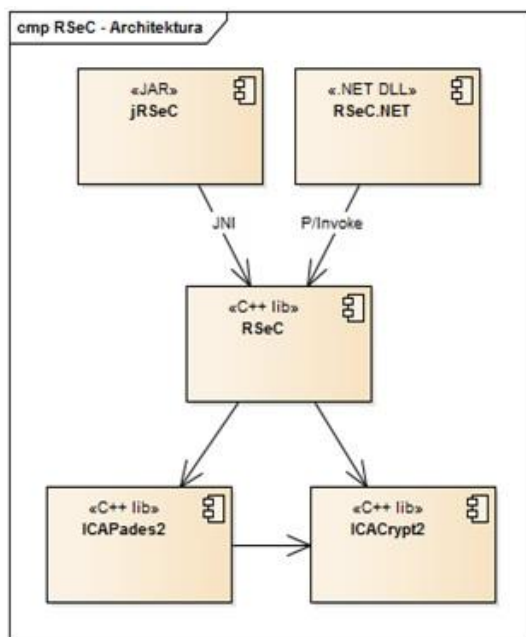 cmp RSeC - Architektura
«JAR»
jRSeC
«.NET DLL»
RSeC.NET
JNI
P/Invoke
«C++ lib»
RSeC
«C++ lib»
ICAPades2
«C++ lib»
ICACrypt2